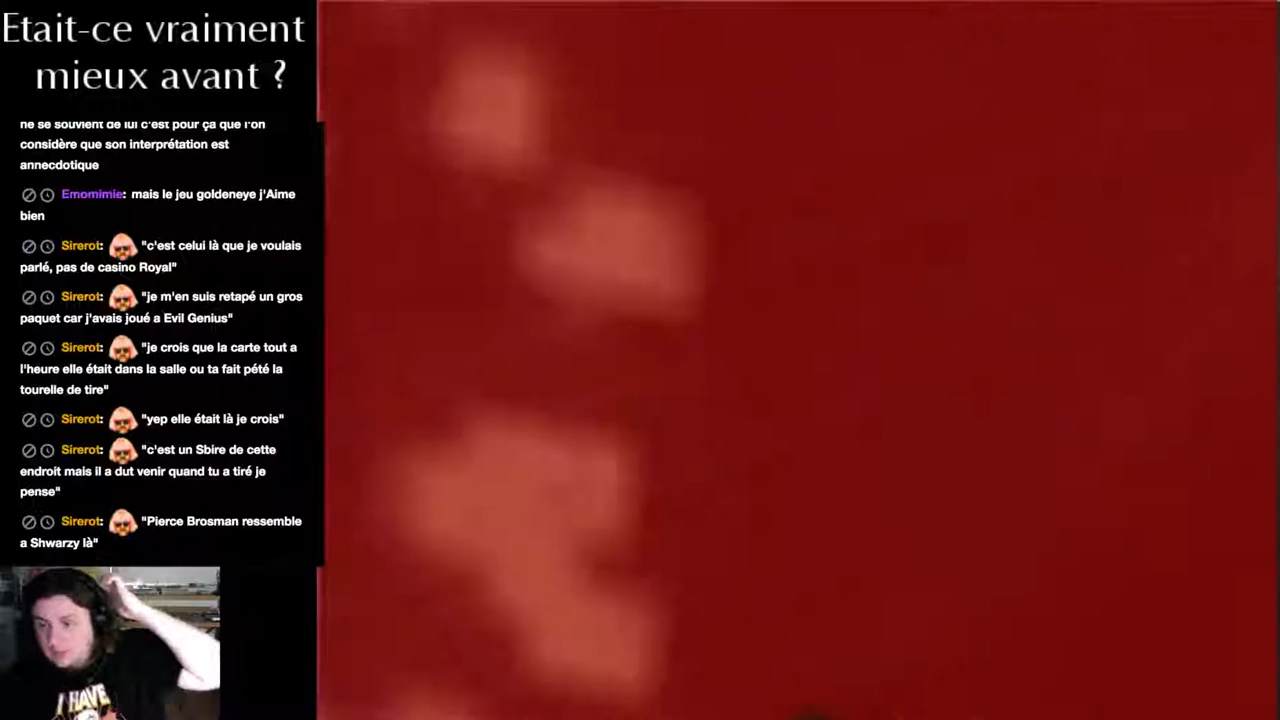 Etait-ce vraiment
mieux avant ?
ne se souvient de lui c'est pour ça que l'on
considère que son interprétation est
annecdotique
Emomimie: mais le jeu goldeneye j'Aime
bien
Sirerot: "c'est celui là que je voulais
parlé, pas de casino Royal"
Sirerot: "je m'en suis retapé un gros
paquet car j'avais joué a Evil Genius"
Sirerot: "je crois que la carte tout a
l'heure elle était dans la salle ou ta fait pété la
tourelle de tire"
Sirerot: "yep elle était là je crois"
Sirerot: "c'est un Sbire de cette
endroit mais il a dut venir quand tu a tiré je
pense"
Sirerot: "Pierce Brosman ressemble
a Shwarzy là"
I HAVE